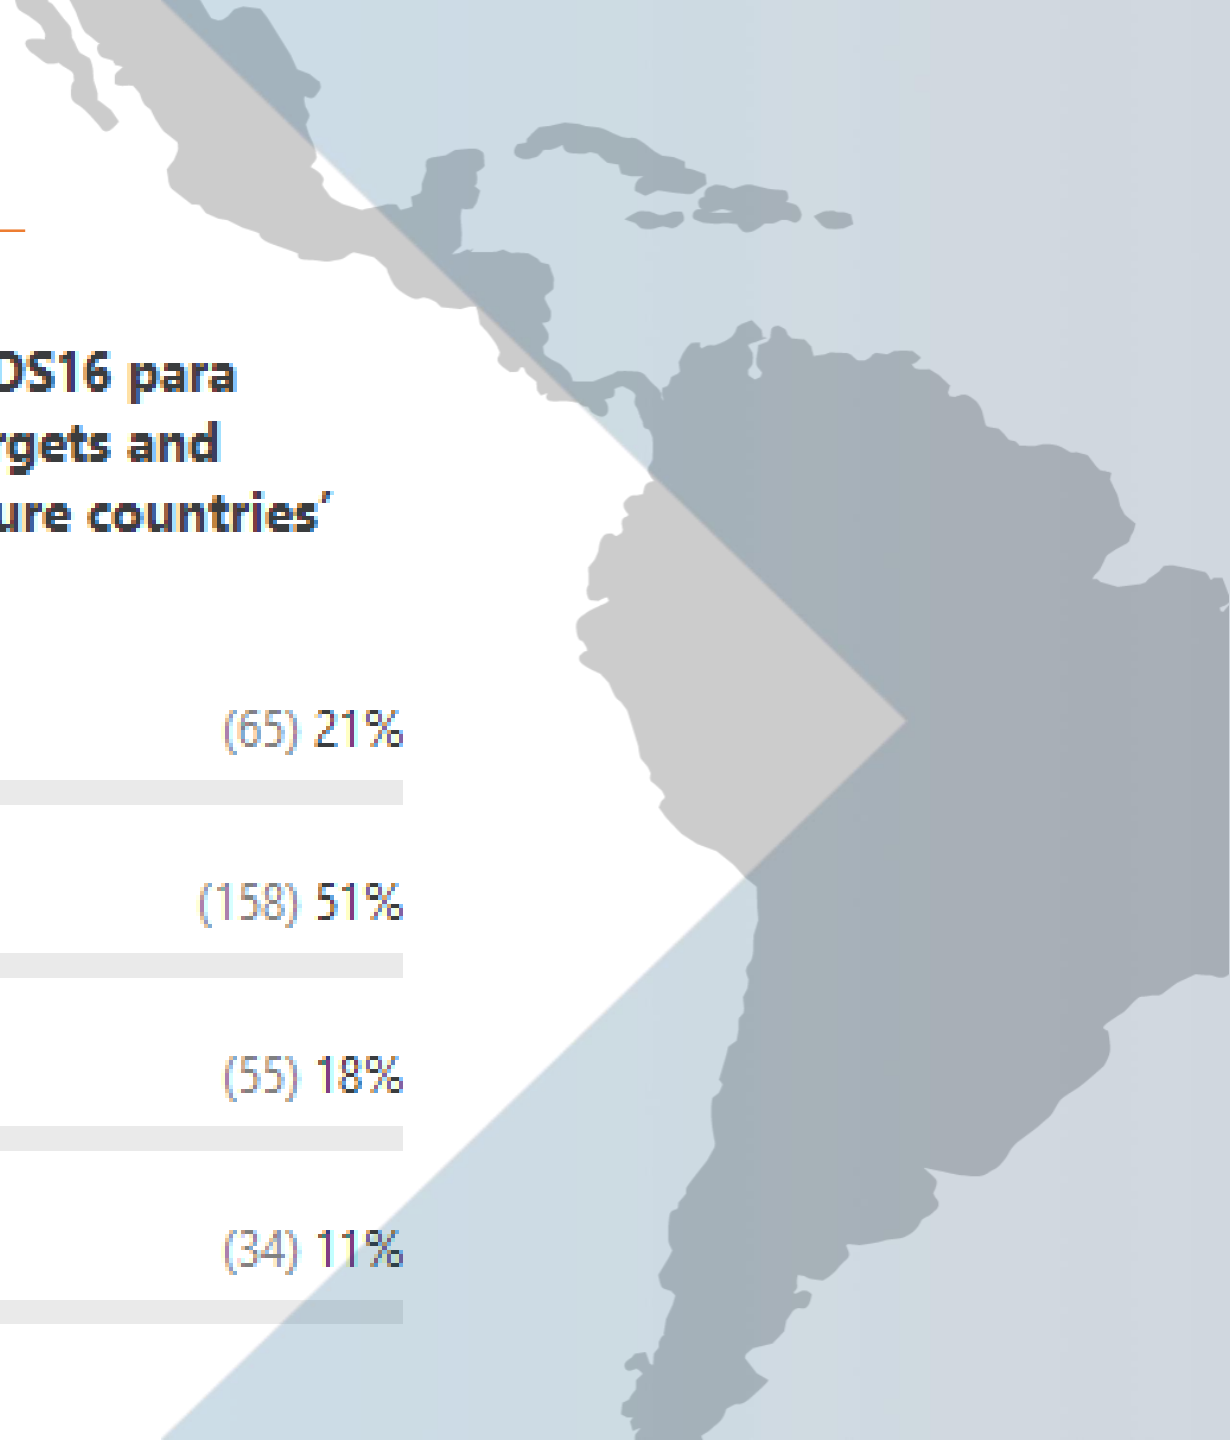 DS16 para
rgets and
ure countries´
(65) 21%
(158) 51%
(55) 18%
(34) 11%